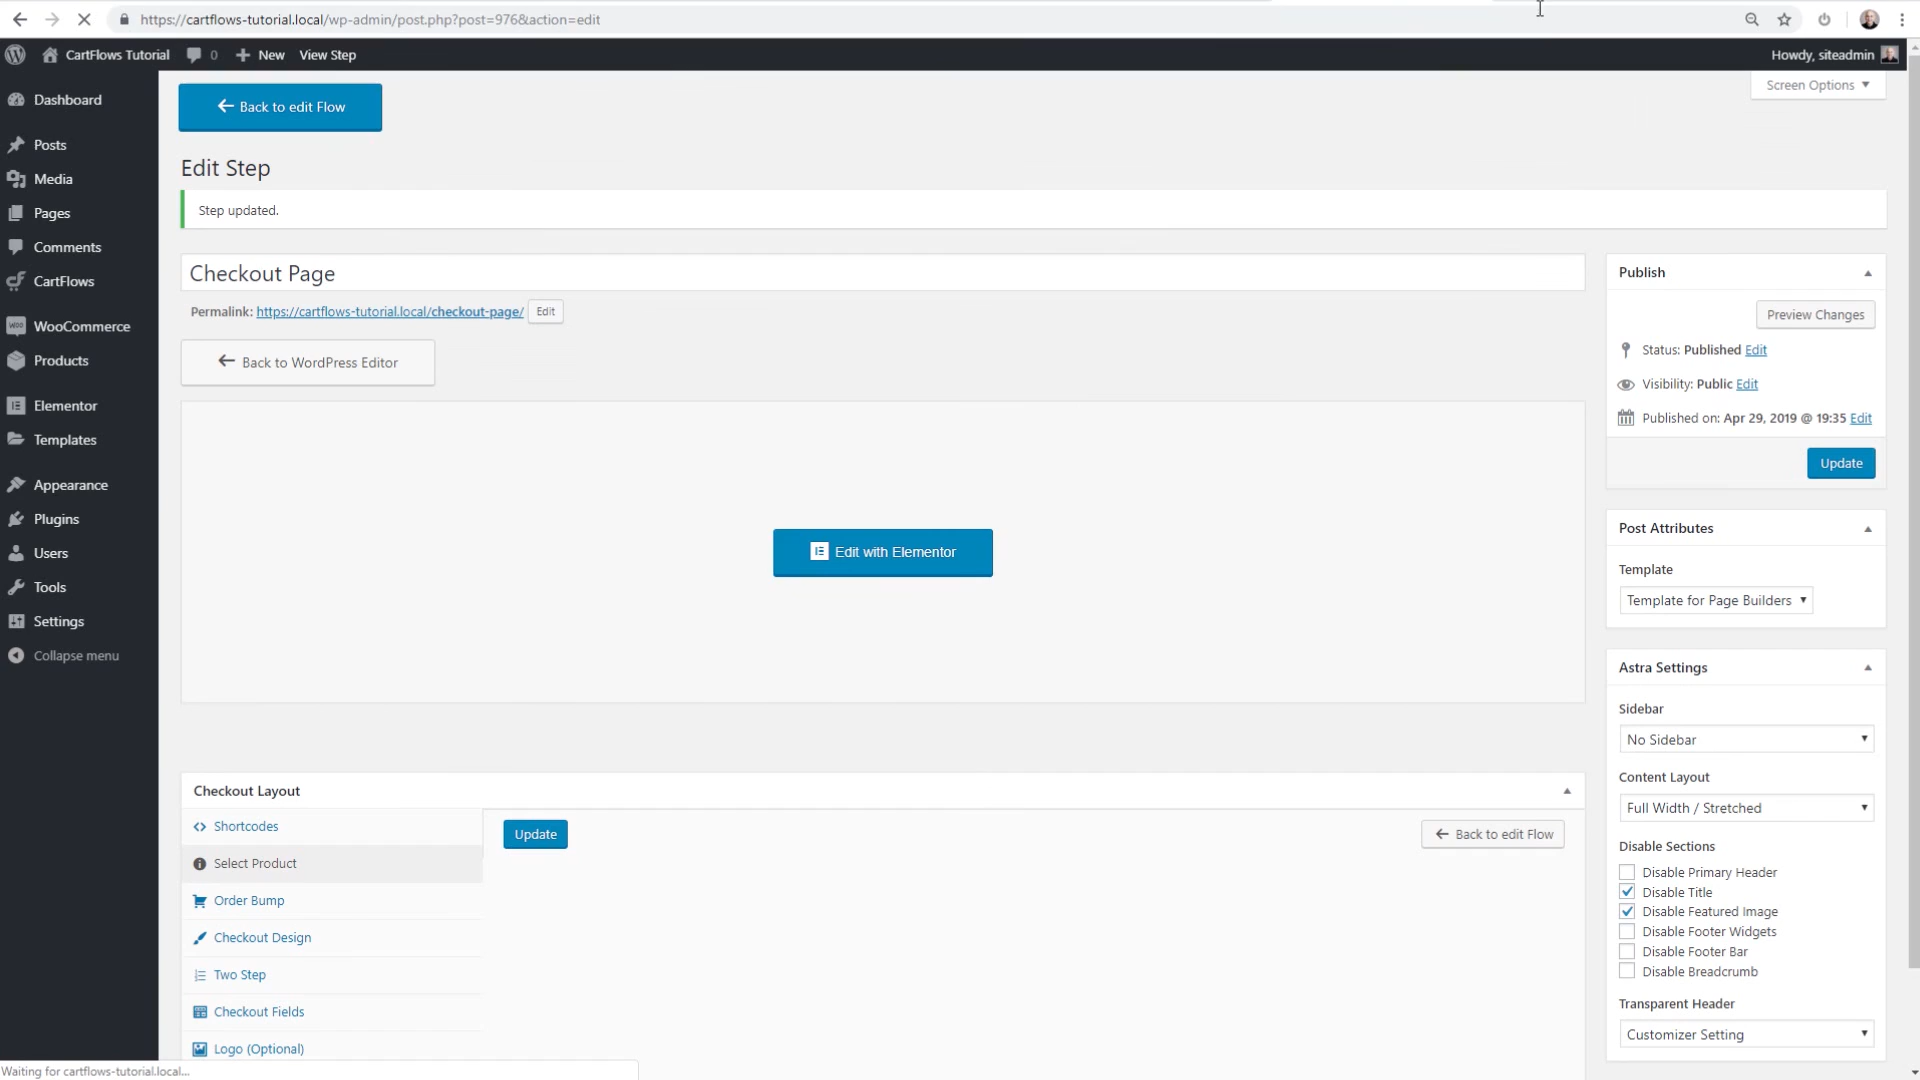 https://cartflows-tutorial.local/wp-admin/post.php?post=976&action=edit
CartFlows Tutorial 0 New View Step
Howdy, siteadmin
Dashboard
Posts
Media
Pages
Comments
CartFlows
WooCommerce
Products
Elementor
Templates
Appearance
Plugins
Users
Tools
Settings
Collapse menu
Back to edit Flow
Screen Options
Edit Step
Step updated.
Checkout Page
Permalink: https://cartflows-tutorial.local/checkout-page/ Edit
Back to WordPress Editor
Edit with Elementor
Checkout Layout
Shortcodes
Select Product
Order Bump
Checkout Design
Two Step
Checkout Fields
Logo (Optional)
Update
Back to edit Flow
Publish
Preview Changes
Status: Published Edit
Visibility: Public Edit
Published on: Apr 29, 2019 @ 19:35 Edit
Update
Post Attributes
Template
Template for Page Builders
Astra Settings
Sidebar
No Sidebar
Content Layout
Full Width / Stretched
Disable Sections
Disable Primary Header
Disable Title
Disable Featured Image
Disable Footer Widgets
Disable Footer Bar
Disable Breadcrumb
Transparent Header
Customizer Setting
Waiting for cartflows-tutorial.local...